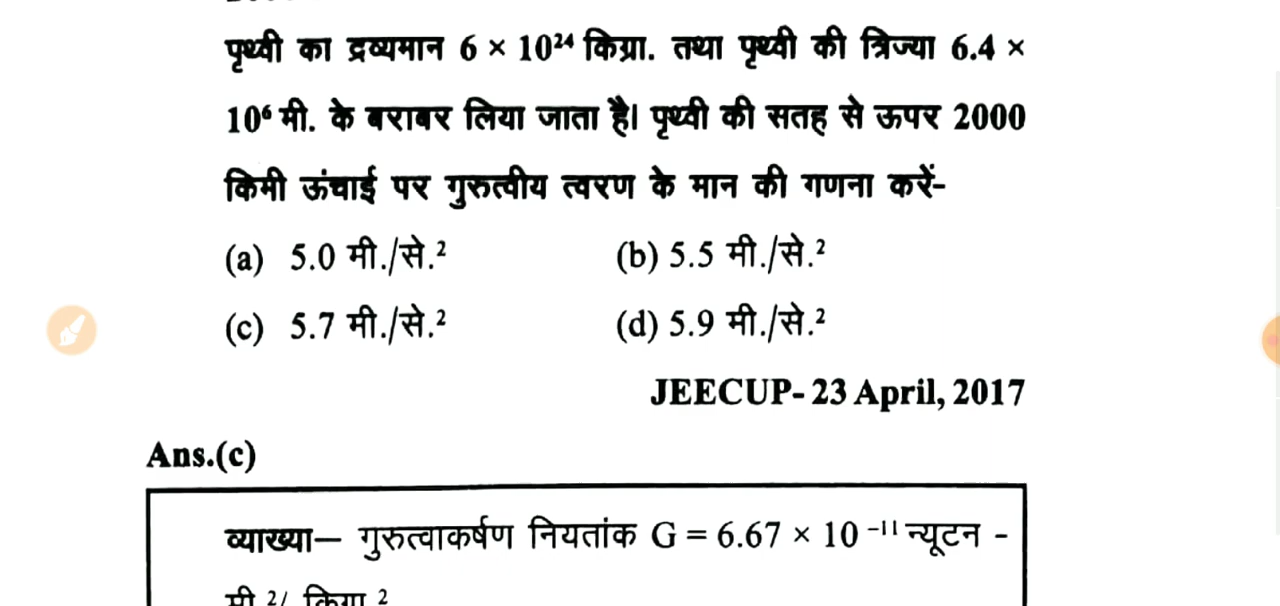 पृथ्वी का द्रव्यमान 6 × 10²⁴ किग्रा. तथा पृथ्वी की त्रिज्या 6.4 ×
10⁶ मी. के बराबर लिया जाता है। पृथ्वी की सतह से ऊपर 2000
किमी ऊंचाई पर गुरुत्वीय त्वरण के मान की गणना करें-
(a) 5.0 मी./से.² (b) 5.5 मी./से.²
(c) 5.7 मी./से.² (d) 5.9 मी./से.²
JEECUP- 23 April, 2017
Ans.(c)
व्याख्या— गुरुत्वाकर्षण नियतांक G = 6.67 × 10 ⁻¹¹ न्यूटन -
मी ²/ किग्रा ²